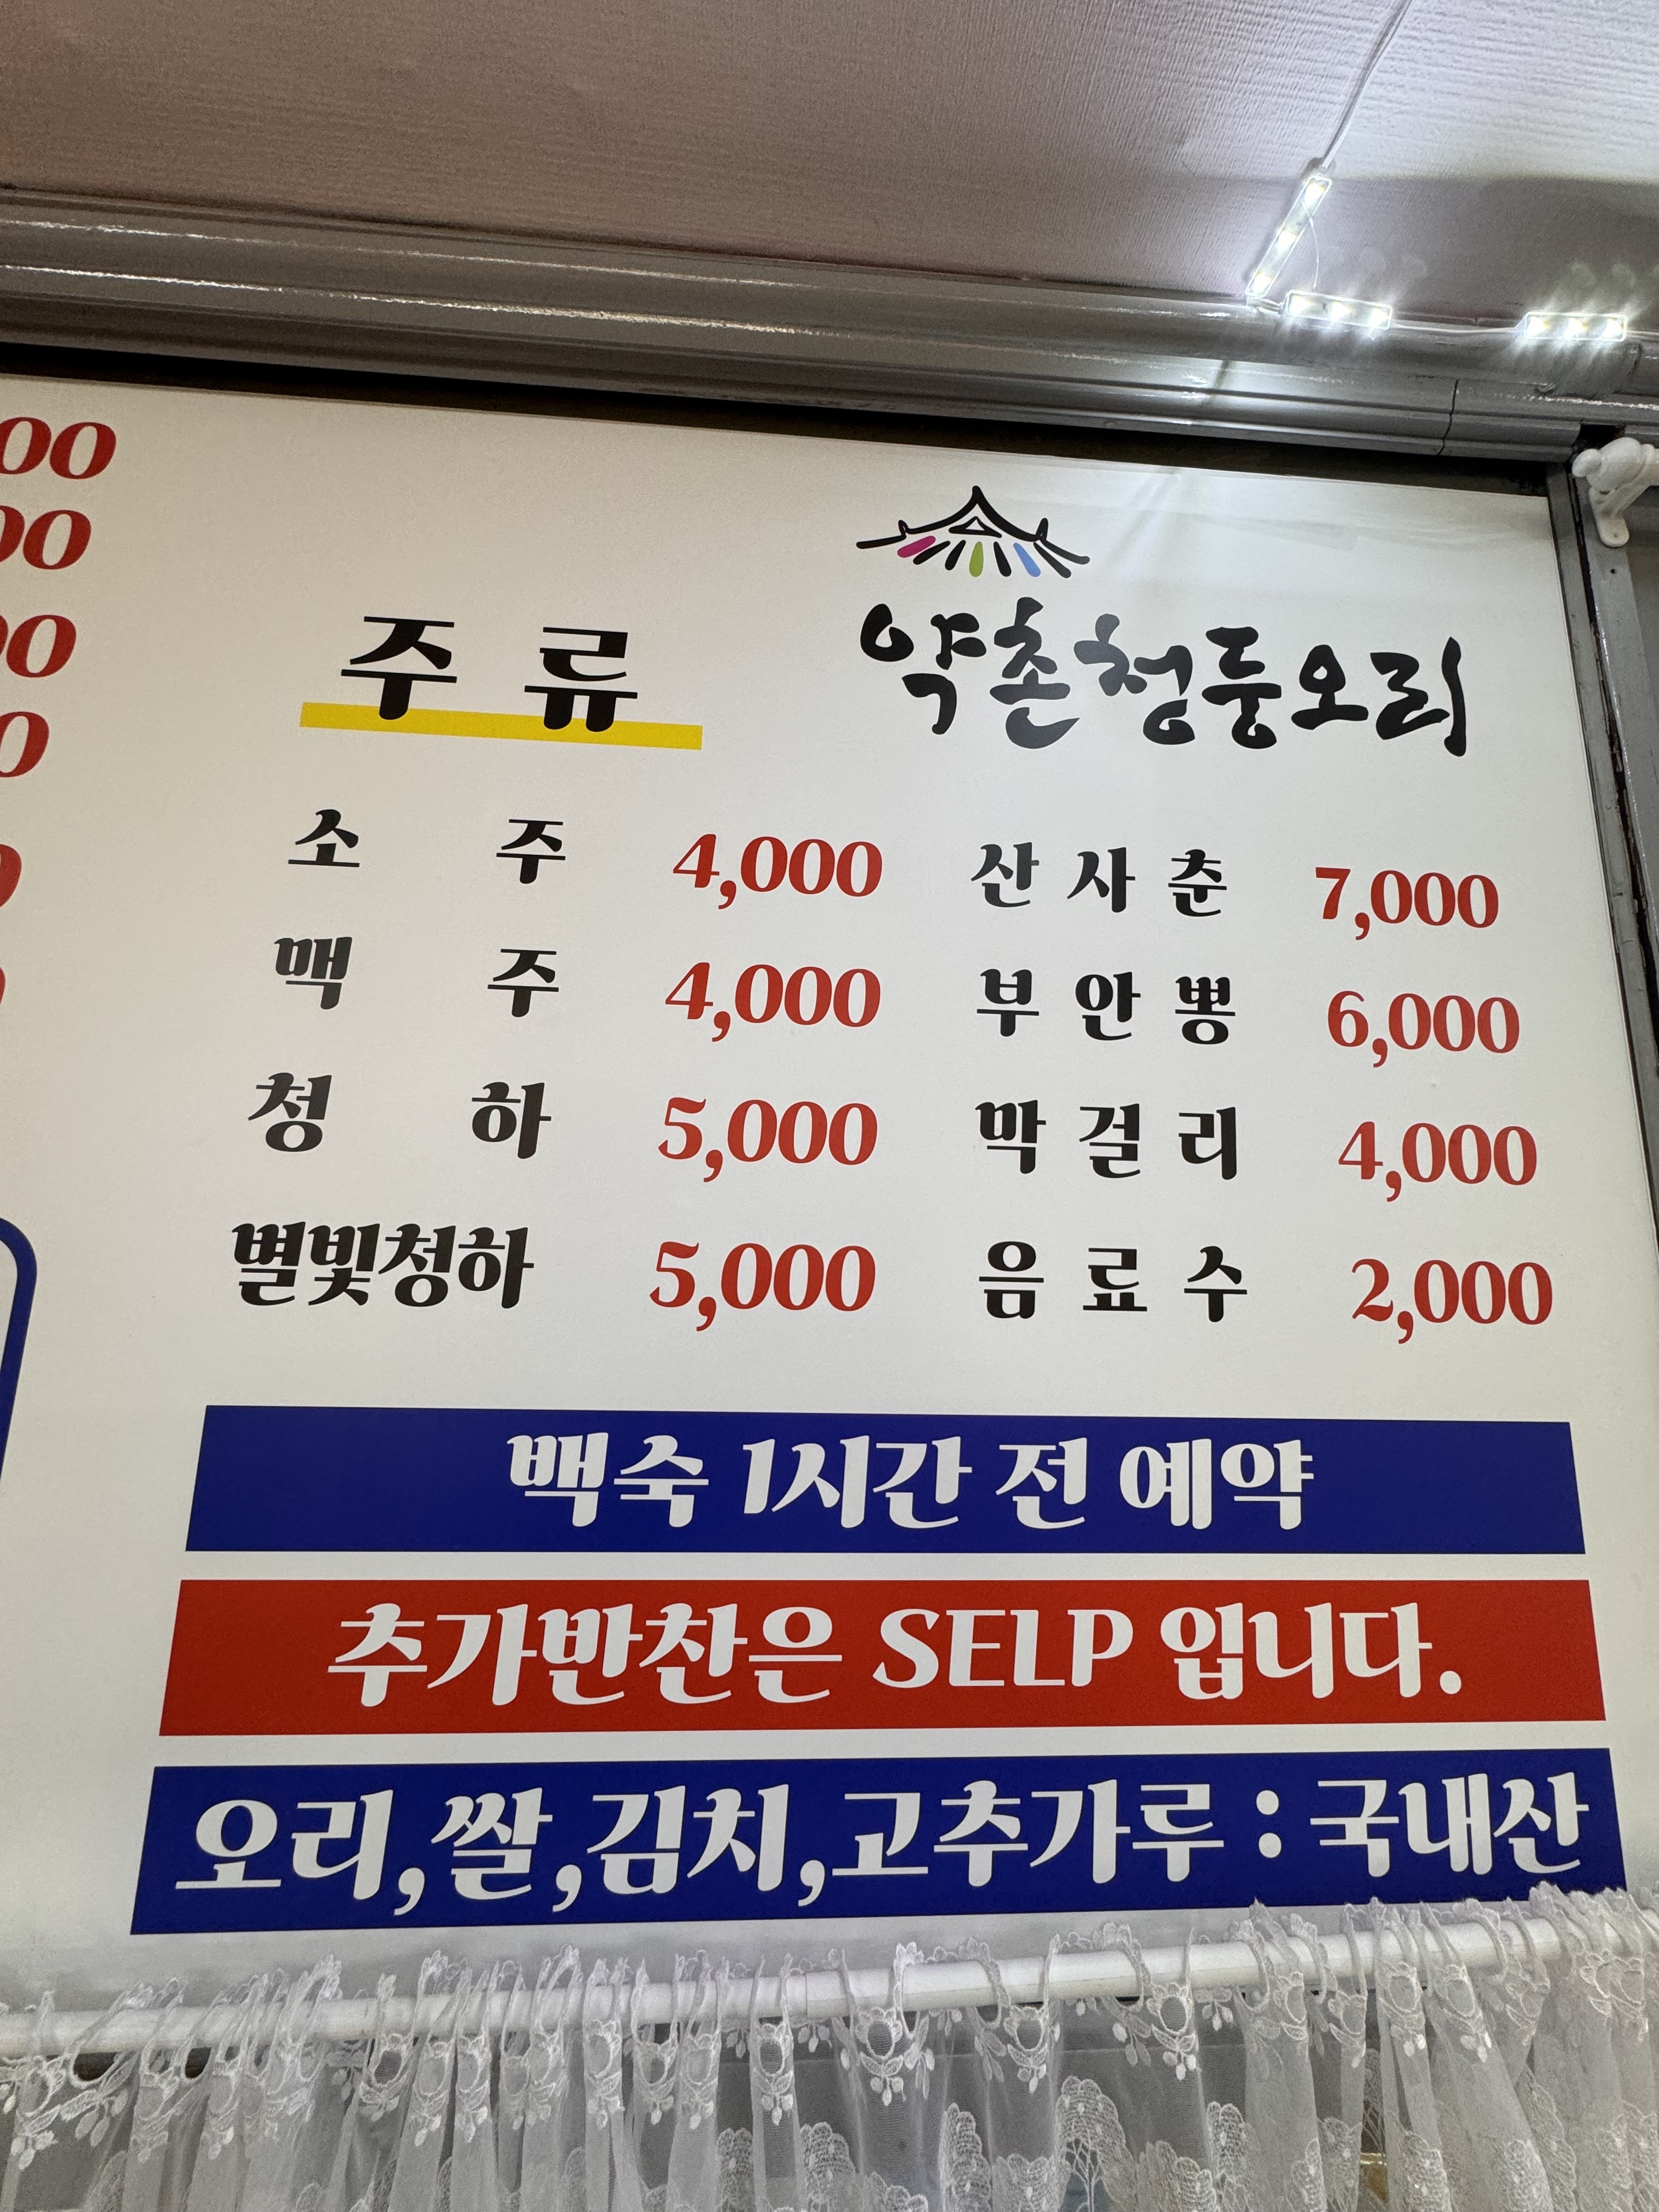 약촌청둥오리
주류
소주 4,000 산사춘 7,000
맥주 4,000 부안뽕 6,000
청하 5,000 막걸리 4,000
별빛청하 5,000 음료수 2,000
백숙 1시간 전 예약
추가반찬은 SELP 입니다.
오리,쌀,김치,고추가루 : 국내산